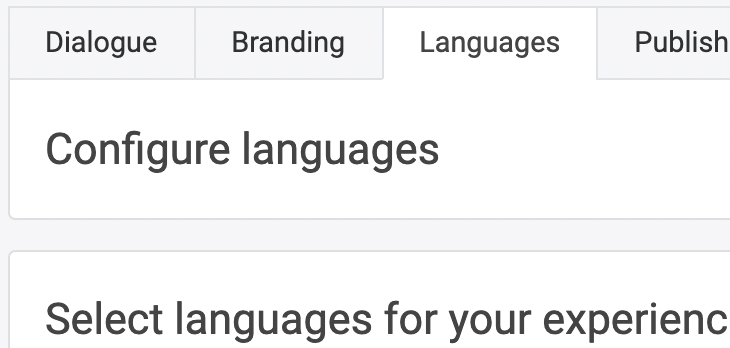 Dialogue Branding Languages Publish
Configure languages
Select languages for your experienc